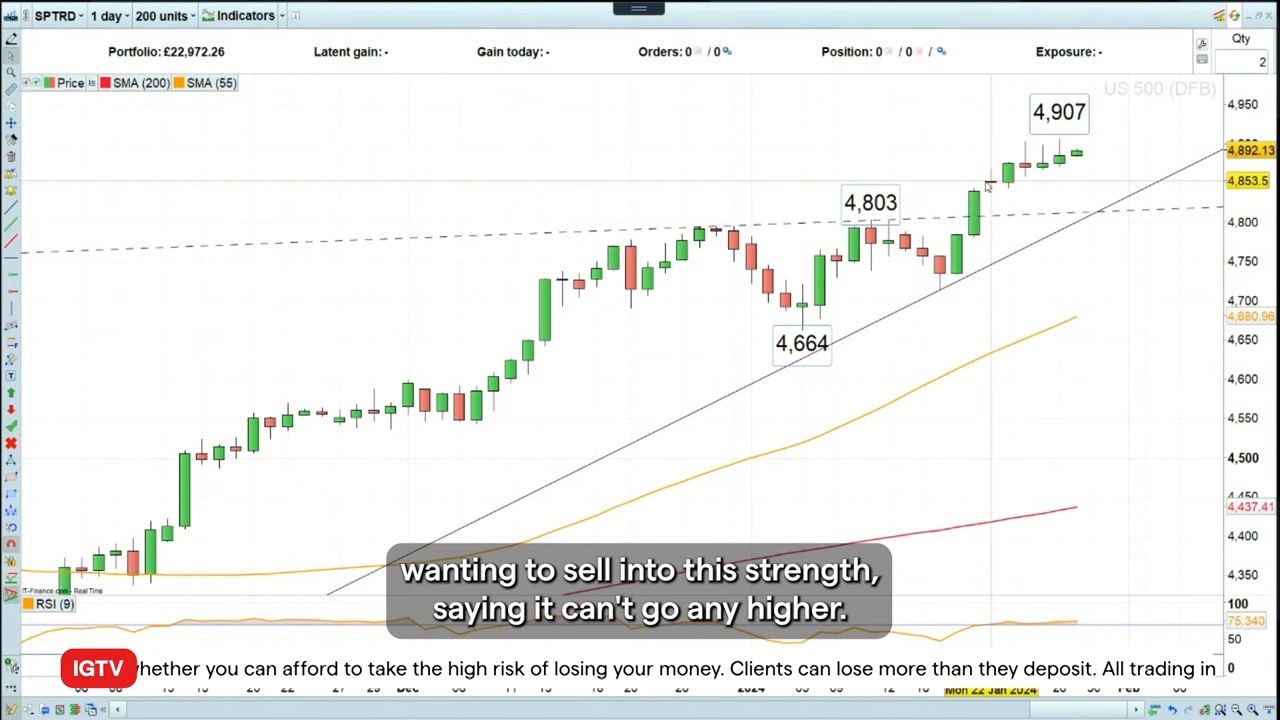 SPTRD 1 day 200 units Indicators
Portfolio: £22,972.26 Latent gain: - Gain today: - Orders: 0 / 0 Position: 0 / 0 / Exposure: - Qty
2
Price SMA (200) SMA (55)
US 500 (DFB)
4,950
4,907
4,892.13
4,853.5
4,803
4,800
4,750
4,700
4,680.96
4,664
4,650
4,600
4,550
4,500
4,450
4,437.41
4,400
4,350
wanting to sell into this strength,
saying it can't go any higher.
IT-Finance.com - Real Time
RSI (9)
100
75.340
50
0
IGTV whether you can afford to take the high risk of losing your money. Clients can lose more than they deposit. All trading in
Dec 2024 Mon 22 Jan 2024 Feb